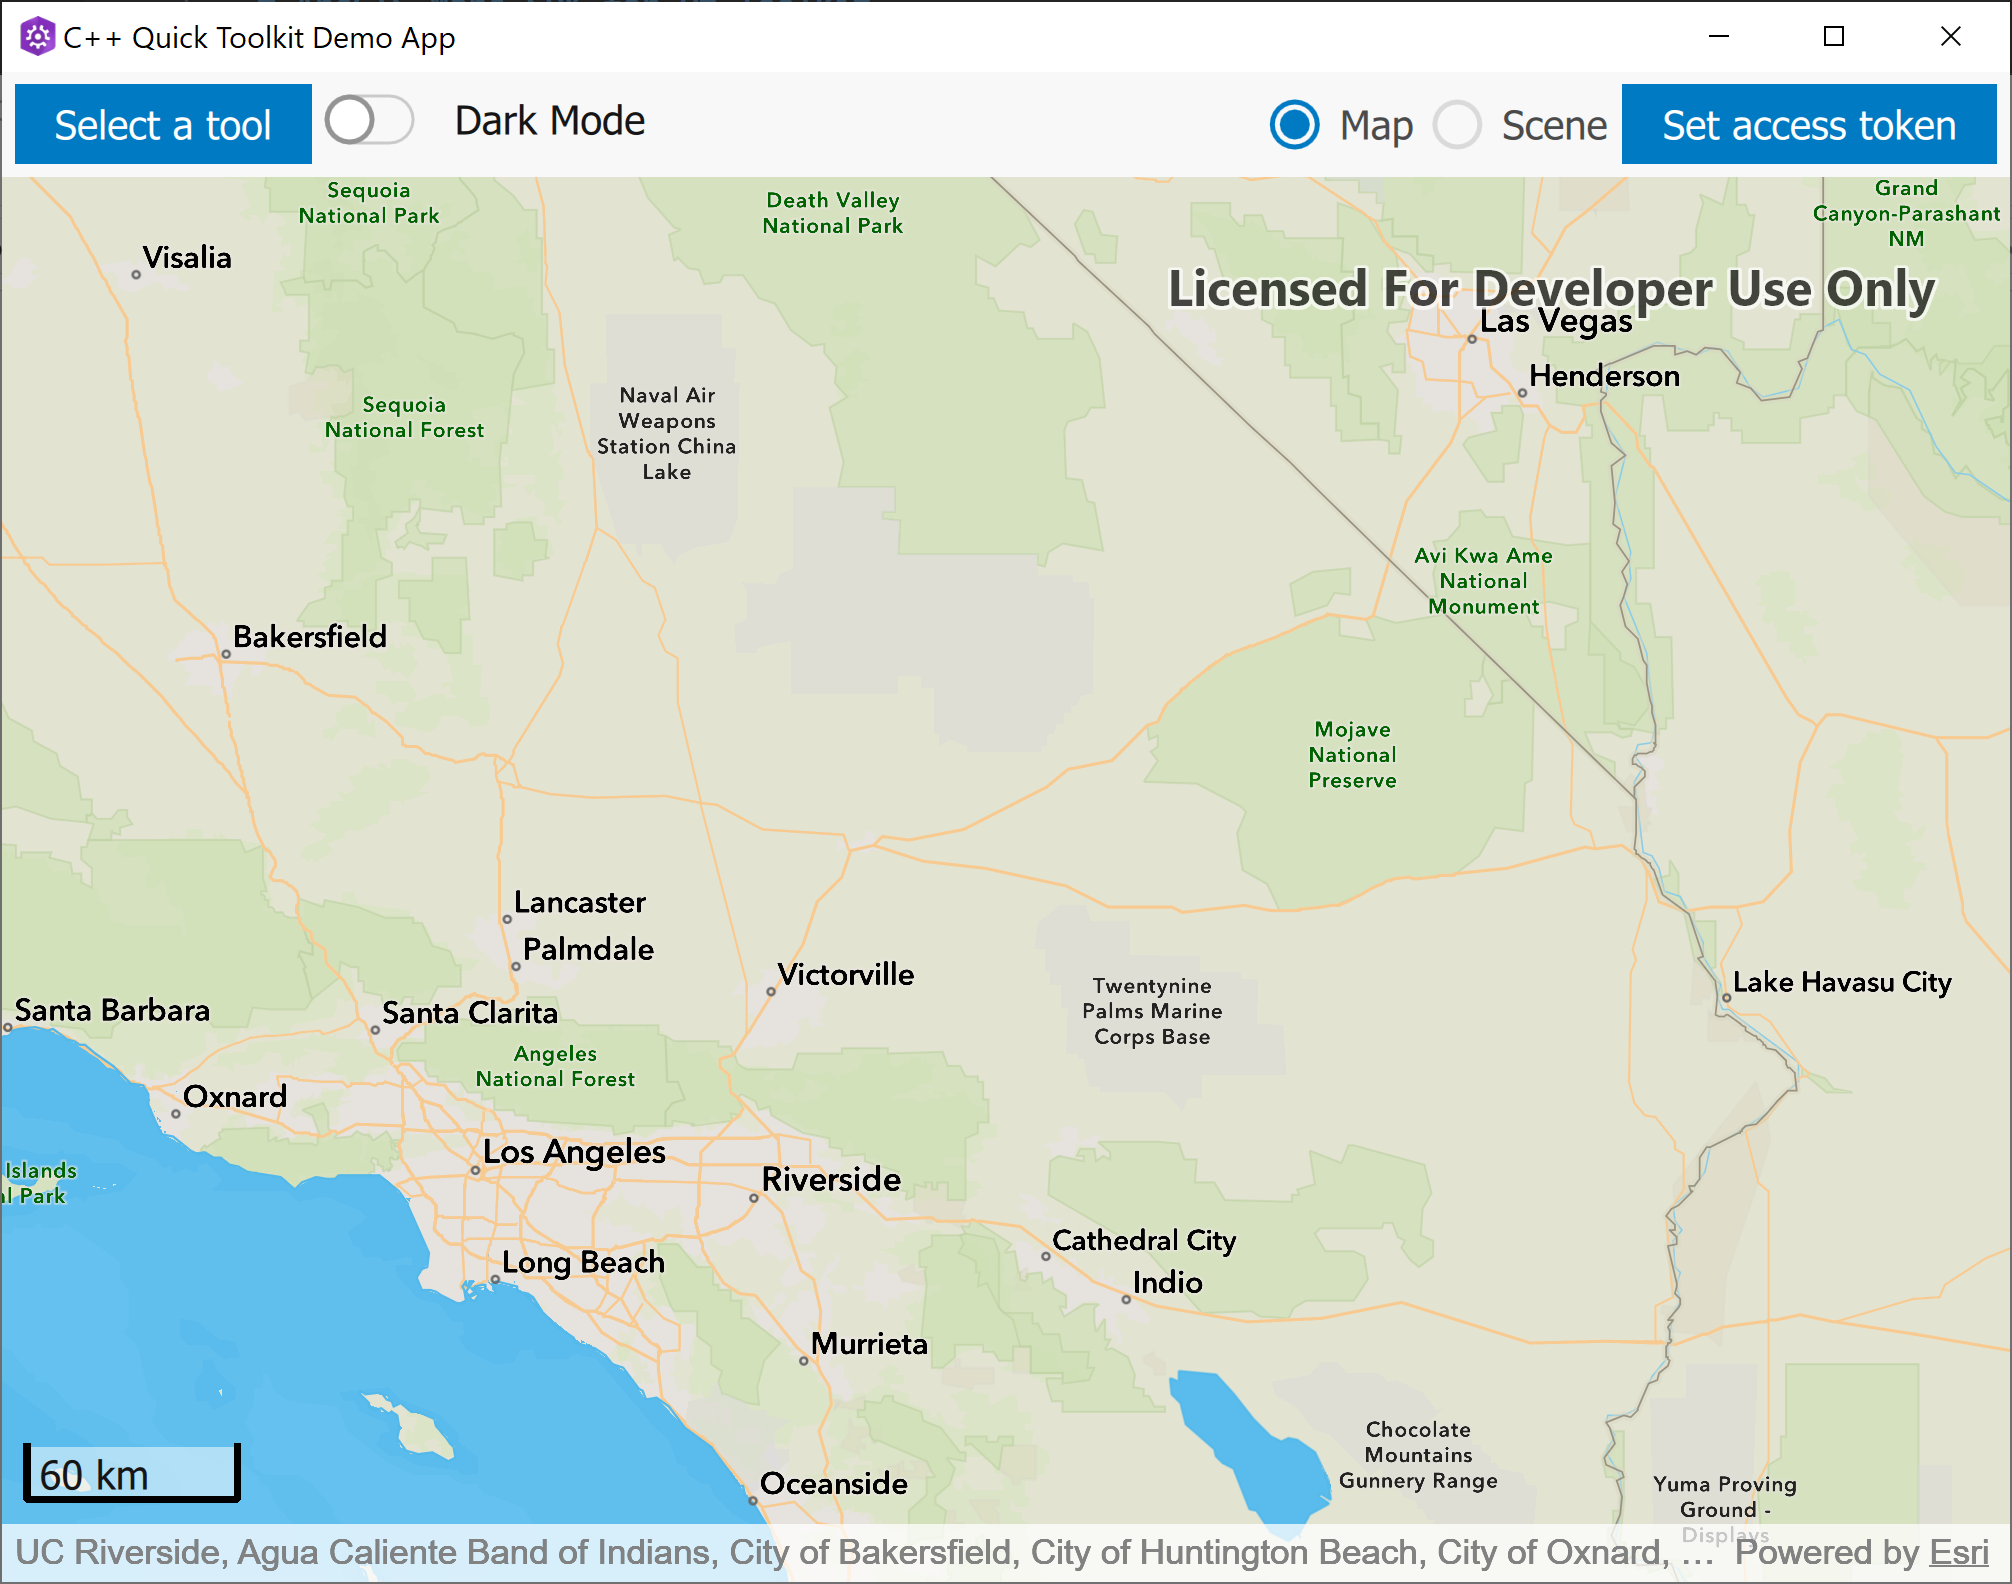 C++ Quick Toolkit Demo App
Select a tool
Dark Mode
Map
Scene
Set access token
Sequoia
National Park
Death Valley
National Park
Grand
Canyon-Parashant
NM
Visalia
Licensed For Developer Use Only
Las Vegas
Henderson
Naval Air
Weapons
Station China
Lake
Sequoia
National Forest
Avi Kwa Ame
National
Monument
Bakersfield
Mojave
National
Preserve
Lancaster
Palmdale
Victorville
Twentynine
Palms Marine
Corps Base
Lake Havasu City
Santa Barbara
Santa Clarita
Angeles
National Forest
Oxnard
Los Angeles
Islands
al Park
Riverside
Cathedral City
Long Beach
Indio
Murrieta
Chocolate
Mountains
Gunnery Range
60 km
Oceanside
Yuma Proving
Ground -
Displays
UC Riverside, Agua Caliente Band of Indians, City of Bakersfield, City of Huntington Beach, City of Oxnard, ...
Powered by Esri